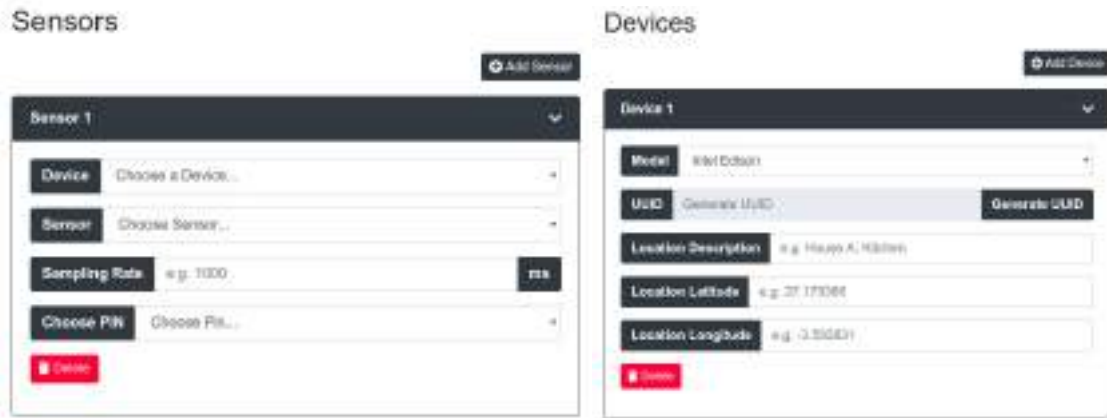 Sensors
Add Sensor
Sensor 1
Device Choose a Device...
Sensor Choose Sensor...
Sampling Rate e.g. 1000 ms
Choose PIN Choose Pin...
Delete
Devices
Add Device
Device 1
Model Intel Edison
UUID Generate UUID Generate UUID
Location Description e.g. House A, Kitchen
Location Latitude e.g.
Location Longitude e.g.
Delete